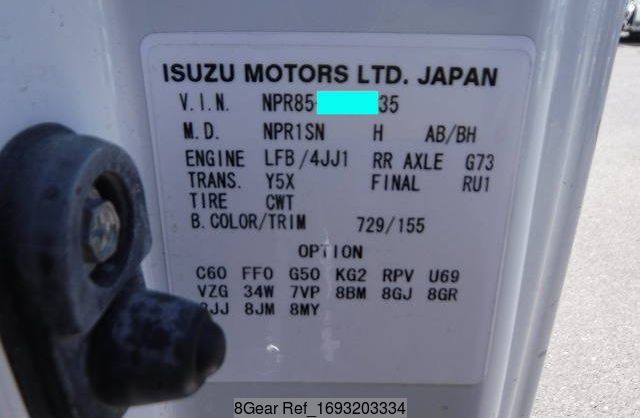 ISUZU MOTORS LTD. JAPAN
V.I.N. NPR85 35
M.D. NPR1SN H AB/BH
ENGINE LFB/4JJ1 RR AXLE G73
TRANS. Y5X FINAL RU1
TIRE CWT
B.COLOR/TRIM 729/155
OPTION
C60 FF0 G50 KG2 RPV U69
VZG 34W 7VP 8BM 8GJ 8GR
8JJ 8JM 8MY
8Gear Ref_1693203334